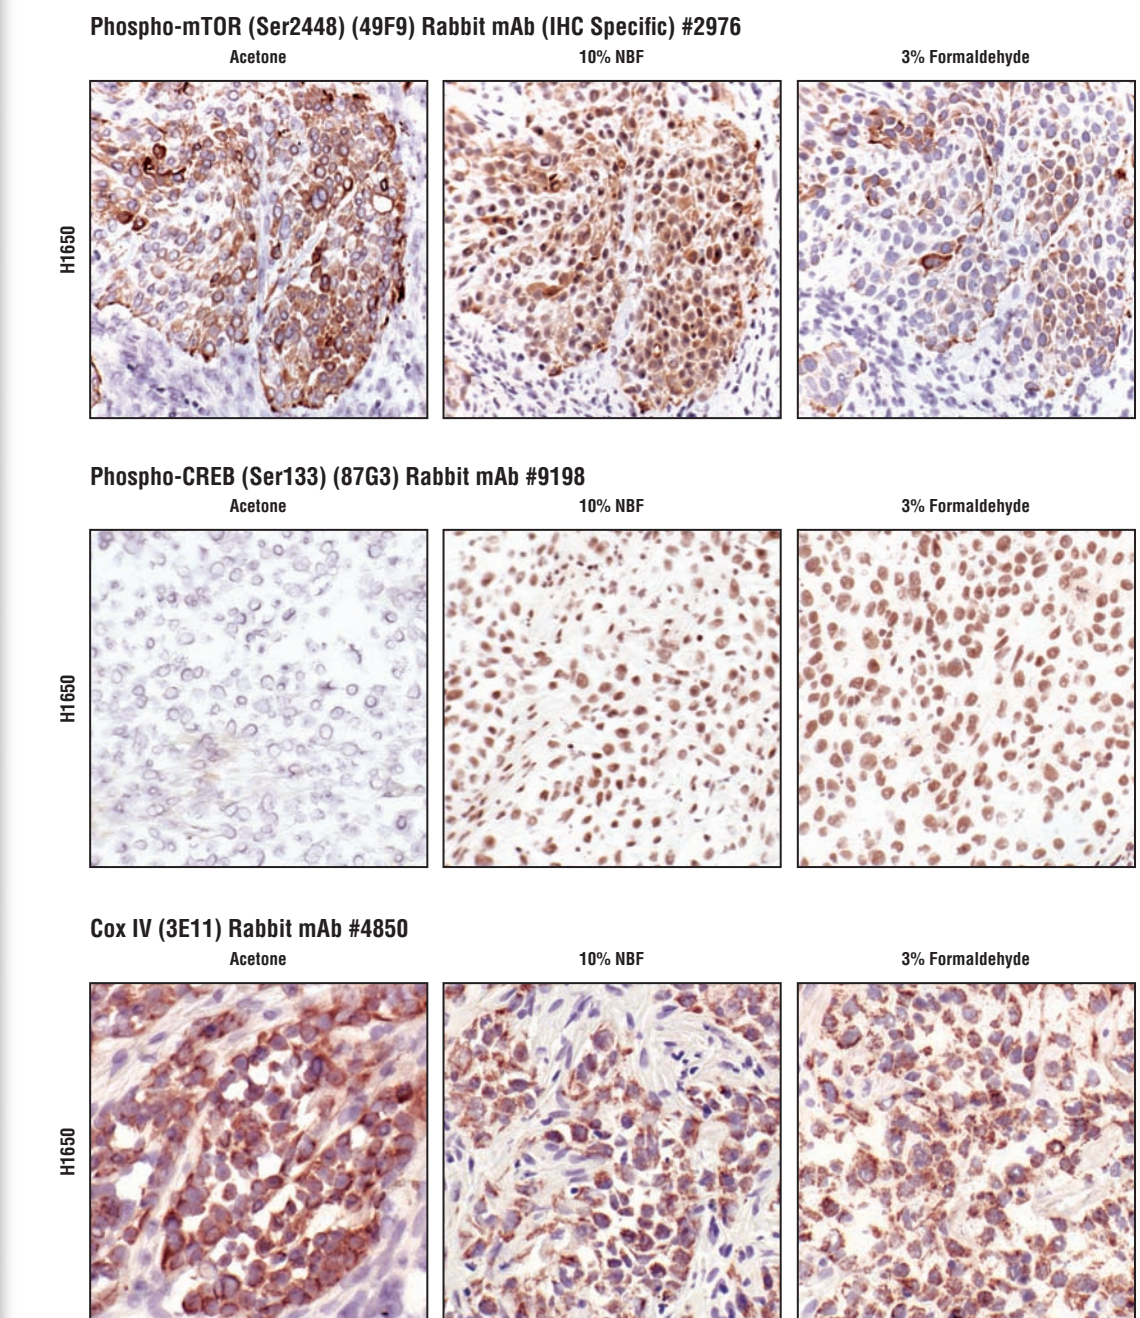 Phospho-mTOR (Ser2448) (49F9) Rabbit mAb (IHC Specific) #2976
Acetone
10% NBF
3% Formaldehyde
H1650
Phospho-CREB (Ser133) (87G3) Rabbit mAb #9198
Acetone
10% NBF
3% Formaldehyde
H1650
Cox IV (3E11) Rabbit mAb #4850
Acetone
10% NBF
3% Formaldehyde
H1650